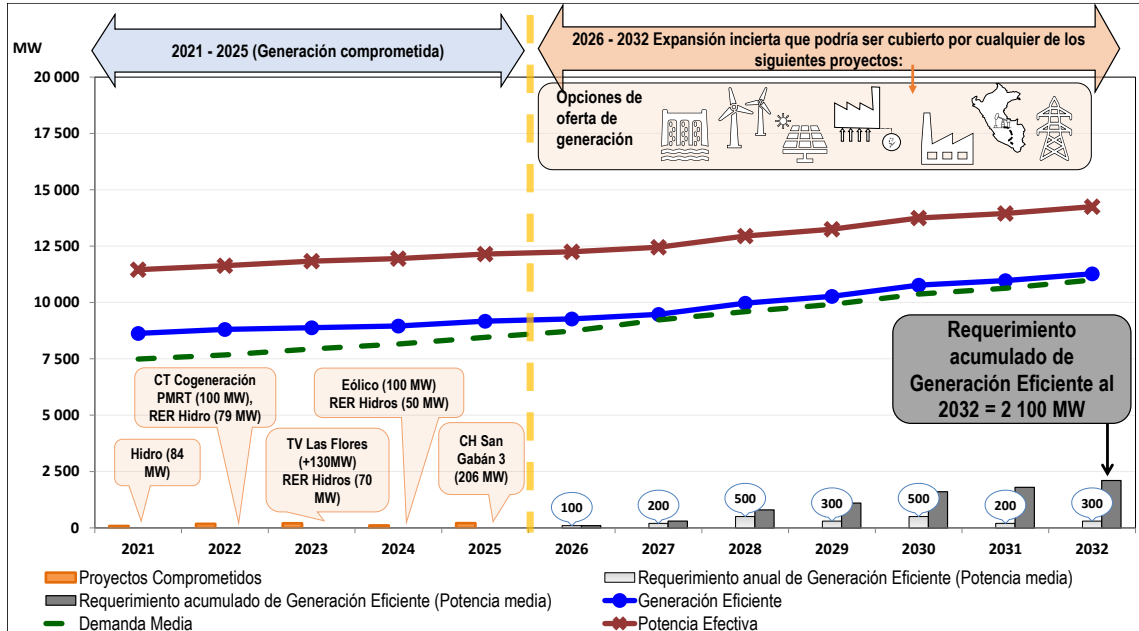 2021 - 2025 (Generación comprometida)
2026 - 2032 Expansión incierta que podría ser cubierto por cualquier de los
siguientes proyectos:
MW
Opciones de
oferta de
generación
20 000
17 500
15 000
12 500
10 000
7 500
5 000
2 500
0
Hidro (84
MW)
CT Cogeneración
PMRT (100 MW),
RER Hidro (79 MW)
TV Las Flores
(+130MW)
RER Hidros (70
MW)
Eólico (100 MW)
RER Hidros (50 MW)
CH San
Gabán 3
(206 MW)
Requerimiento
acumulado de
Generación Eficiente al
2032 = 2 100 MW
100
200
500
300
500
200
300
2021 2022 2023 2024 2025 2026 2027 2028 2029 2030 2031 2032
Proyectos Comprometidos
Requerimiento anual de Generación Eficiente (Potencia media)
Requerimiento acumulado de Generación Eficiente (Potencia media)
Generación Eficiente
Demanda Media
Potencia Efectiva